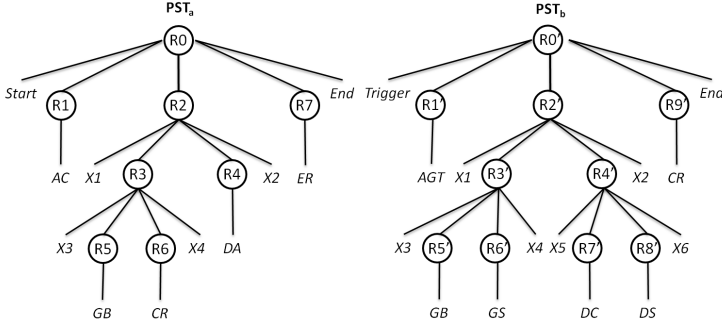 PSTa PSTb
R0 R0′
Start R1 R2 R7 End Trigger R1′ R2′ R9′ End
AC X1 R3 R4 X2 ER AGT X1 R3′ R4′ X2 CR
X3 R5 R6 X4 DA X3 R5′ R6′ X4 X5 R7′ R8′ X6
GB CR GB GS DC DS